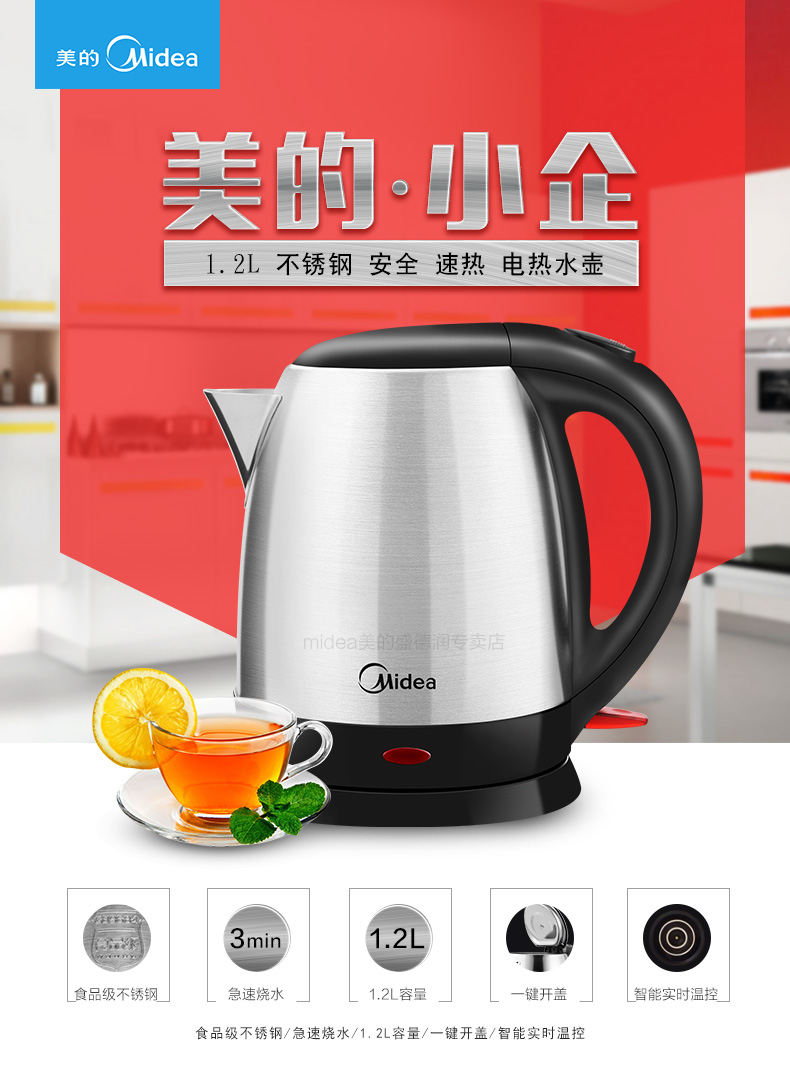 美的 Midea
美的·小企
1.2L 不锈钢 安全 速热 电热水壶
midea美的盛德润专卖店
Midea
3min
1.2L
食品级不锈钢
急速烧水
1.2L容量
一键开盖
智能实时温控
食品级不锈钢/急速烧水/1.2L容量/一键开盖/智能实时温控